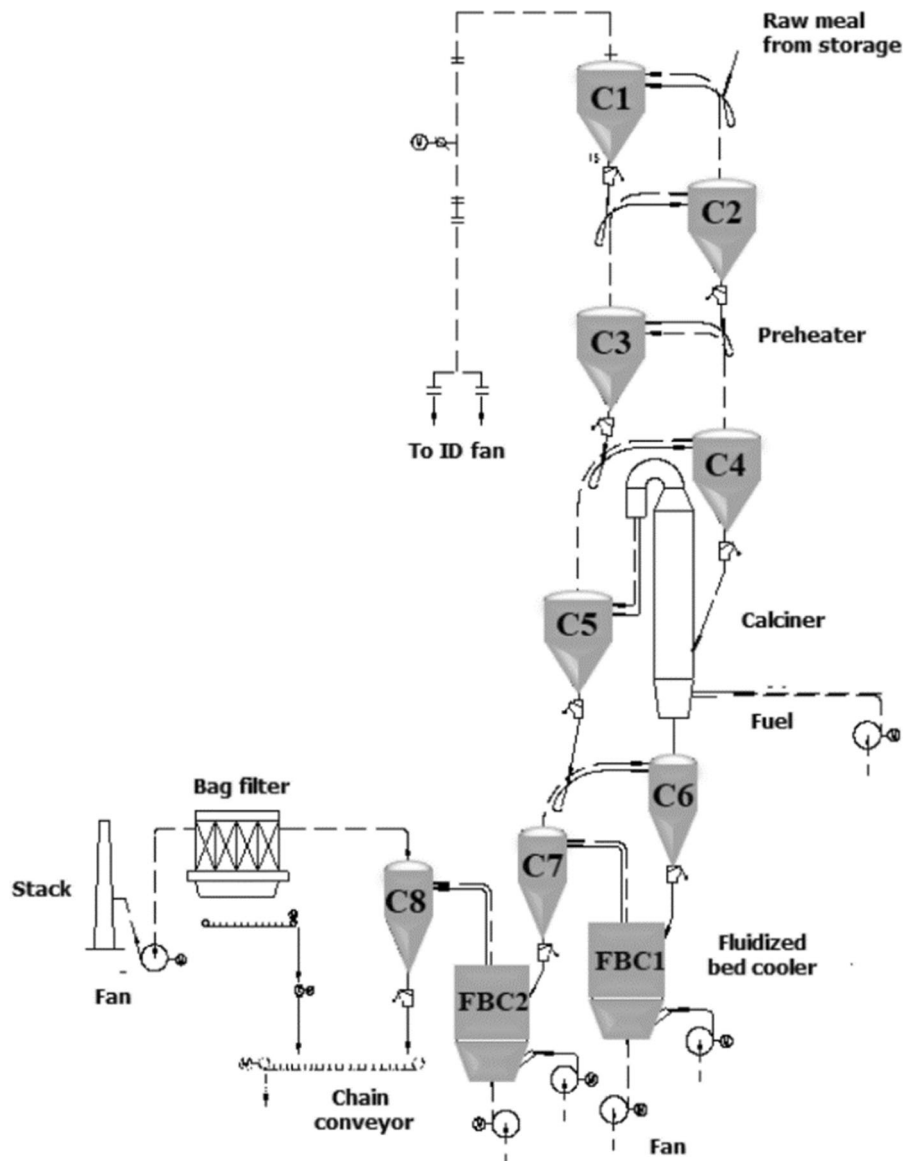 Raw meal
from storage
C1
C2
C3
Preheater
To ID fan
C4
C5
Calciner
Fuel
Bag filter
C6
C7
Stack
C8
Fluidized
bed cooler
FBC1
FBC2
Fan
Chain
conveyor
Fan